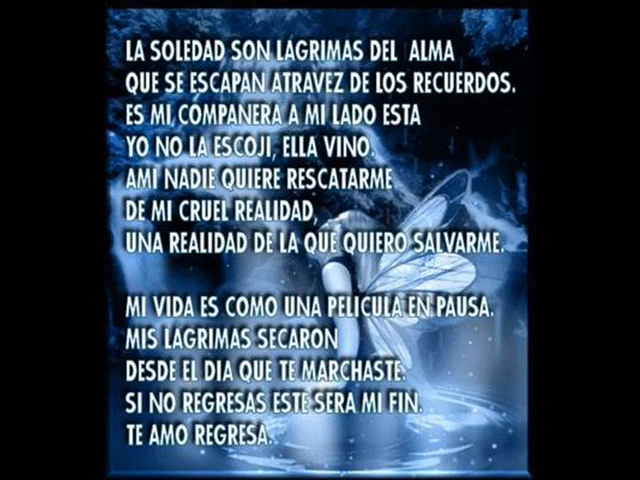 LA SOLEDAD SON LAGRIMAS DEL ALMA
QUE SE ESCAPAN ATRAVEZ DE LOS RECUERDOS.
ES MI COMPANERA A MI LADO ESTA
YO NO LA ESCOJI, ELLA VINO.
AMI NADIE QUIERE RESCATARME
DE MI CRUEL REALIDAD,
UNA REALIDAD DE LA QUE QUIERO SALVARME.
MI VIDA ES COMO UNA PELICULA EN PAUSA.
MIS LAGRIMAS SECARON
DESDE EL DIA QUE TE MARCHASTE.
SI NO REGRESAS ESTE SERA MI FIN.
TE AMO REGRESA.